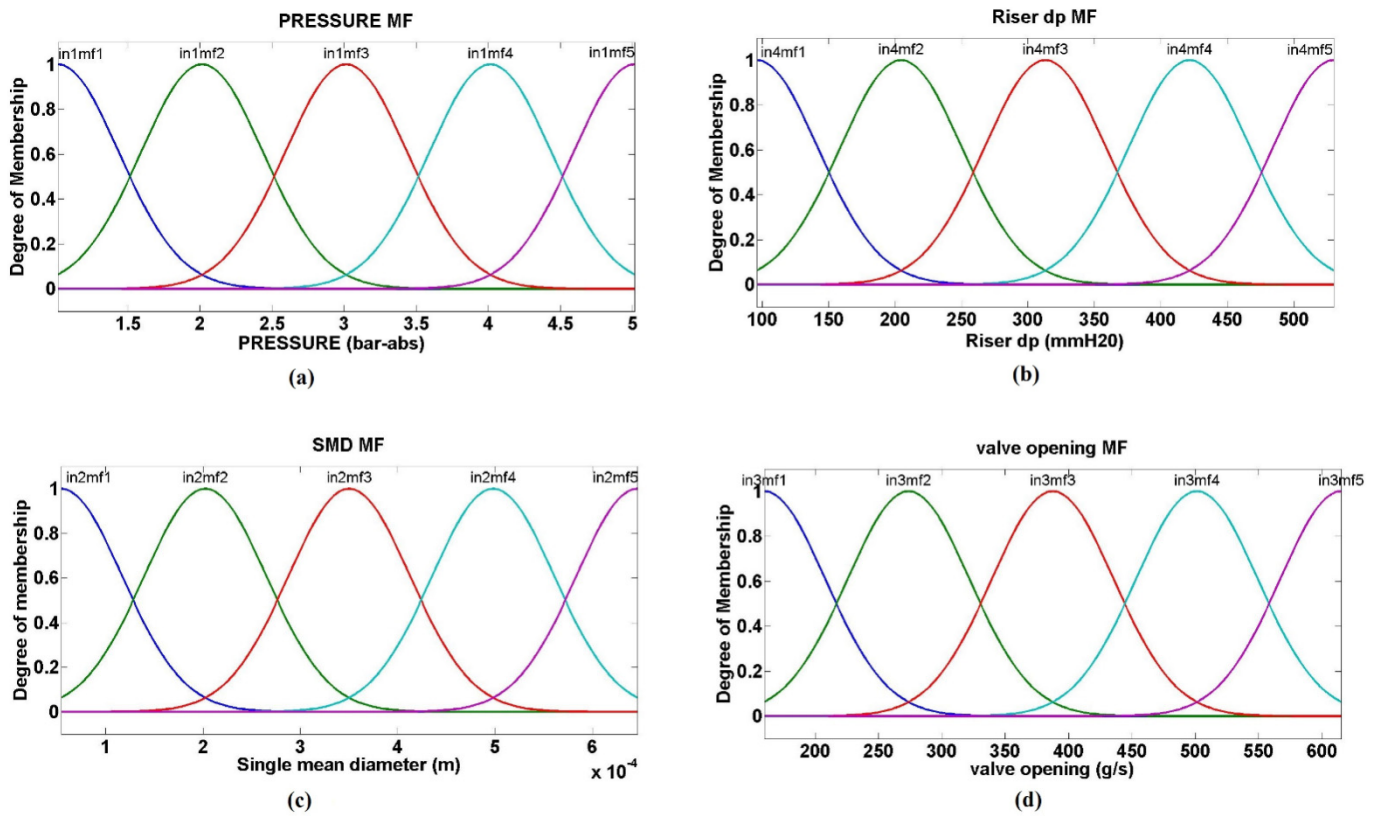 PRESSURE MF
in1mf1 in1mf2 in1mf3 in1mf4 in1mf5
1
0.8
0.6
0.4
0.2
0
Degree of Membership
1.5 2 2.5 3 3.5 4 4.5 5
PRESSURE (bar-abs)
(a)
Riser dp MF
in4mf1 in4mf2 in4mf3 in4mf4 in4mf5
1
0.8
0.6
0.4
0.2
0
Degree of Membership
100 150 200 250 300 350 400 450 500
Riser dp (mmH20)
(b)
SMD MF
in2mf1 in2mf2 in2mf3 in2mf4 in2mf5
1
0.8
0.6
0.4
0.2
0
Degree of membership
1 2 3 4 5 6
Single mean diameter (m) x 10-4
(c)
valve opening MF
in3mf1 in3mf2 in3mf3 in3mf4 in3mf5
1
0.8
0.6
0.4
0.2
0
Degree of Membership
200 250 300 350 400 450 500 550 600
valve opening (g/s)
(d)